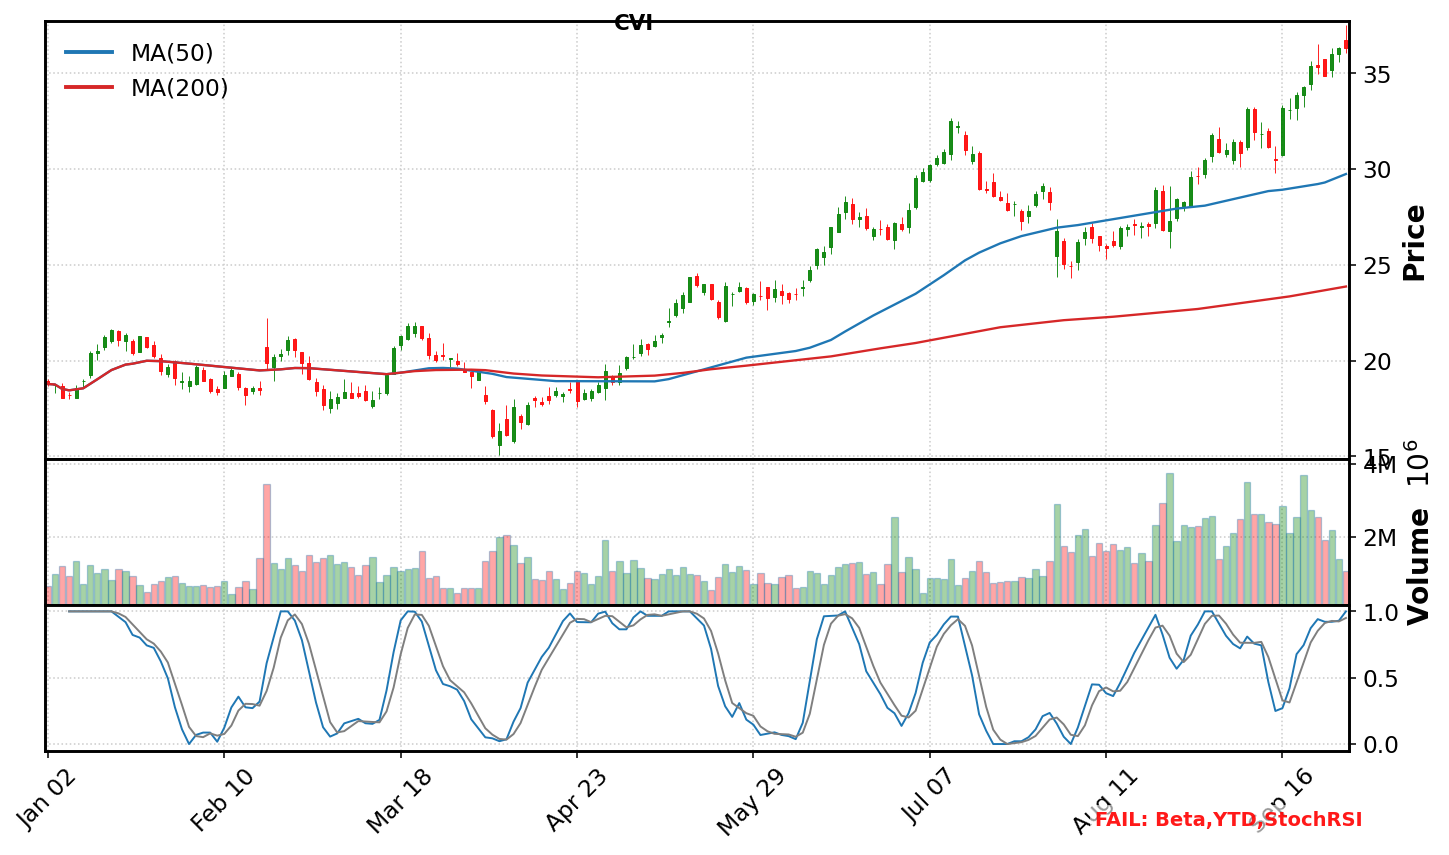 CVI
MA(50)
MA(200)
35
30
25
20
15
Price
4M
2M
Volume 10^6
1.0
0.5
0.0
Jan 02
Feb 10
Mar 18
Apr 23
May 29
Jul 07
Aug 11
Sep 16
FAIL: Beta,YTD,StochRSI